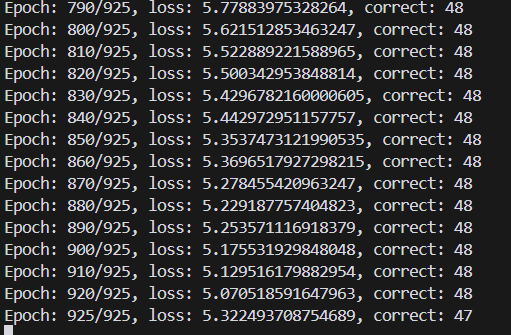 Epoch: 790/925, loss: 5.77883975328264, correct: 48
Epoch: 800/925, loss: 5.621512853463247, correct: 48
Epoch: 810/925, loss: 5.522889221588965, correct: 48
Epoch: 820/925, loss: 5.500342953848814, correct: 48
Epoch: 830/925, loss: 5.4296782160000605, correct: 48
Epoch: 840/925, loss: 5.442972951157757, correct: 48
Epoch: 850/925, loss: 5.3537473121990535, correct: 48
Epoch: 860/925, loss: 5.3696517927298215, correct: 48
Epoch: 870/925, loss: 5.278455420963247, correct: 48
Epoch: 880/925, loss: 5.229187757404823, correct: 48
Epoch: 890/925, loss: 5.253571116918379, correct: 48
Epoch: 900/925, loss: 5.175531929848048, correct: 48
Epoch: 910/925, loss: 5.129516179882954, correct: 48
Epoch: 920/925, loss: 5.070518591647963, correct: 48
Epoch: 925/925, loss: 5.322493708754689, correct: 47